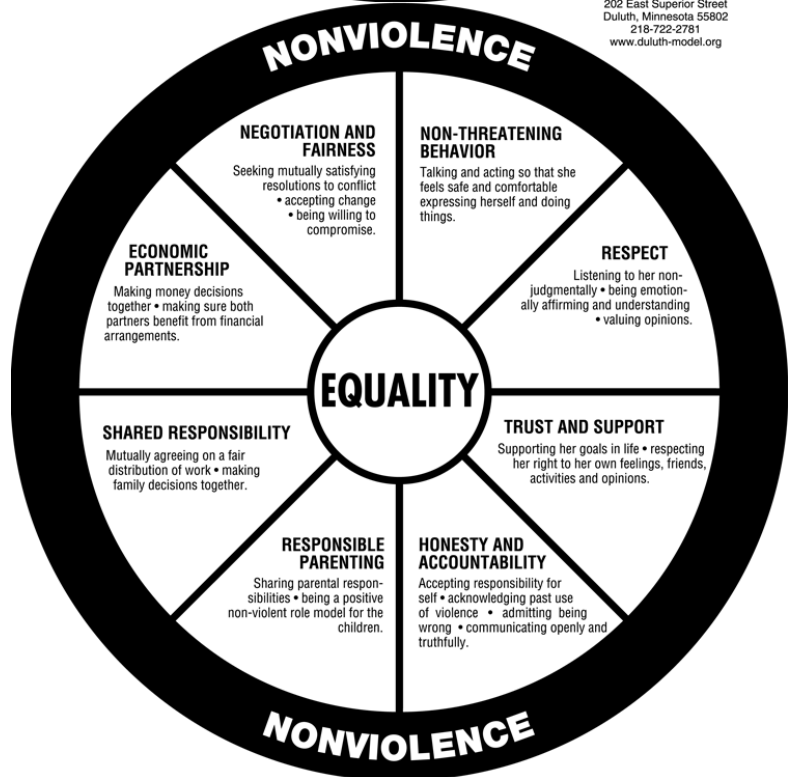 202 East Superior Street
Duluth, Minnesota 55802
218-722-2781
www.duluth-model.org
NONVIOLENCE
NEGOTIATION AND
FAIRNESS
Seeking mutually satisfying
resolutions to conflict
• accepting change
• being willing to
compromise.
NON-THREATENING
BEHAVIOR
Talking and acting so that she
feels safe and comfortable
expressing herself and doing
things.
ECONOMIC
PARTNERSHIP
Making money decisions
together • making sure both
partners benefit from financial
arrangements.
RESPECT
Listening to her non-
judgmentally • being emotion-
ally affirming and understanding
• valuing opinions.
EQUALITY
SHARED RESPONSIBILITY
Mutually agreeing on a fair
distribution of work • making
family decisions together.
TRUST AND SUPPORT
Supporting her goals in life • respecting
her right to her own feelings, friends,
activities and opinions.
RESPONSIBLE
PARENTING
Sharing parental respon-
sibilities • being a positive
non-violent role model for the
children.
HONESTY AND
ACCOUNTABILITY
Accepting responsibility for
self • acknowledging past use
of violence • admitting being
wrong • communicating openly and
truthfully.
NONVIOLENCE